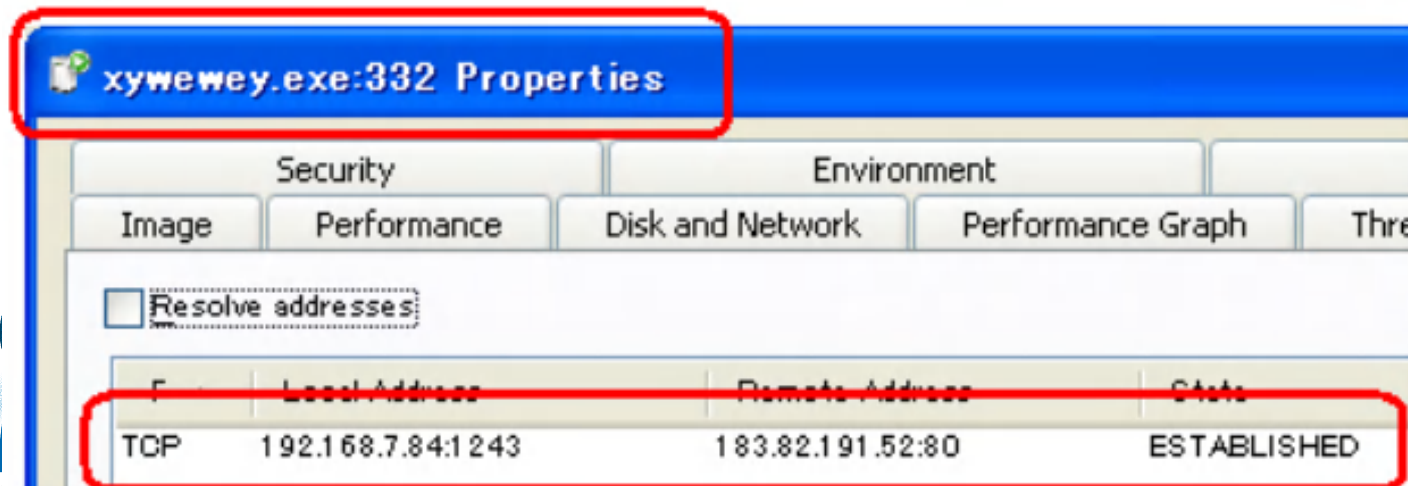 xywewey.exe:332 Properties
Security Environment
Image Performance Disk and Network Performance Graph Thre
Resolve addresses
Local Address Remote Address State
TCP 192.168.7.84:1243 183.82.191.52:80 ESTABLISHED